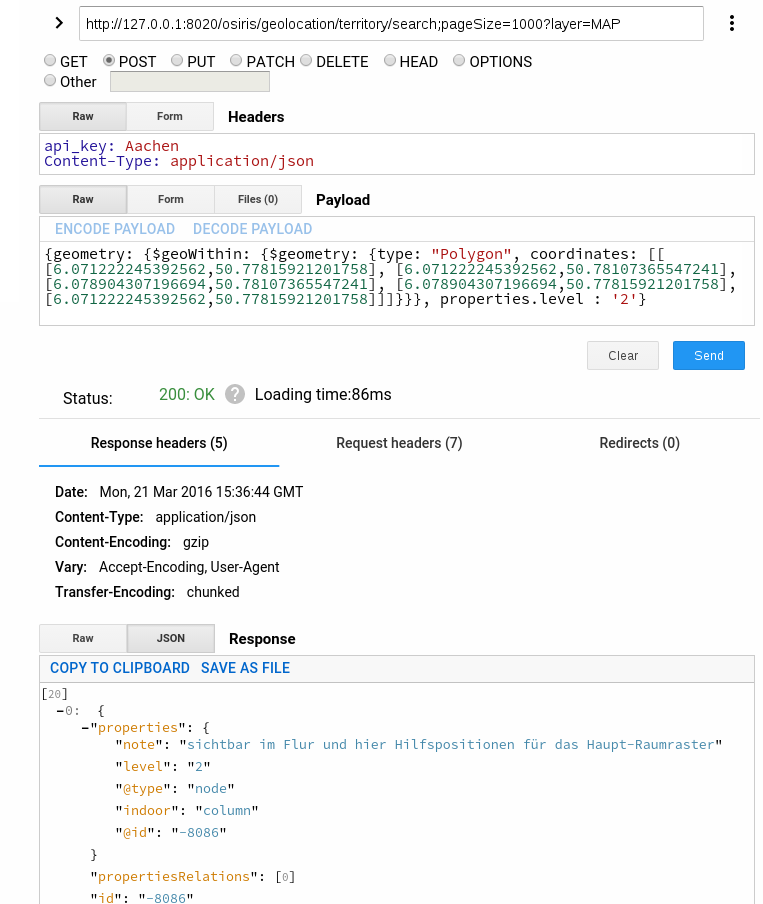 http://127.0.0.1:8020/osiris/geolocation/territory/search;pageSize=1000?layer=MAP
GET POST PUT PATCH DELETE HEAD OPTIONS
Other
Raw Form Headers
api_key: Aachen
Content-Type: application/json
Raw Form Files (0) Payload
ENCODE PAYLOAD DECODE PAYLOAD
{geometry: {$geoWithin: {$geometry: {type: "Polygon", coordinates: [[
[6.071222245392562,50.77815921201758], [6.071222245392562,50.78107365547241],
[6.078904307196694,50.78107365547241], [6.078904307196694,50.77815921201758],
[6.071222245392562,50.77815921201758]]]}}}, properties.level : '2'}
Clear Send
Status: 200: OK ? Loading time:86ms
Response headers (5) Request headers (7) Redirects (0)
Date: Mon, 21 Mar 2016 15:36:44 GMT
Content-Type: application/json
Content-Encoding: gzip
Vary: Accept-Encoding, User-Agent
Transfer-Encoding: chunked
Raw JSON Response
COPY TO CLIPBOARD SAVE AS FILE
[20]
−0: {
−"properties": {
"note": "sichtbar im Flur und hier Hilfspositionen für das Haupt-Raumraster"
"level": "2"
"@type": "node"
"indoor": "column"
"@id": "-8086"
}
"propertiesRelations": [0]
"id": "-8086"